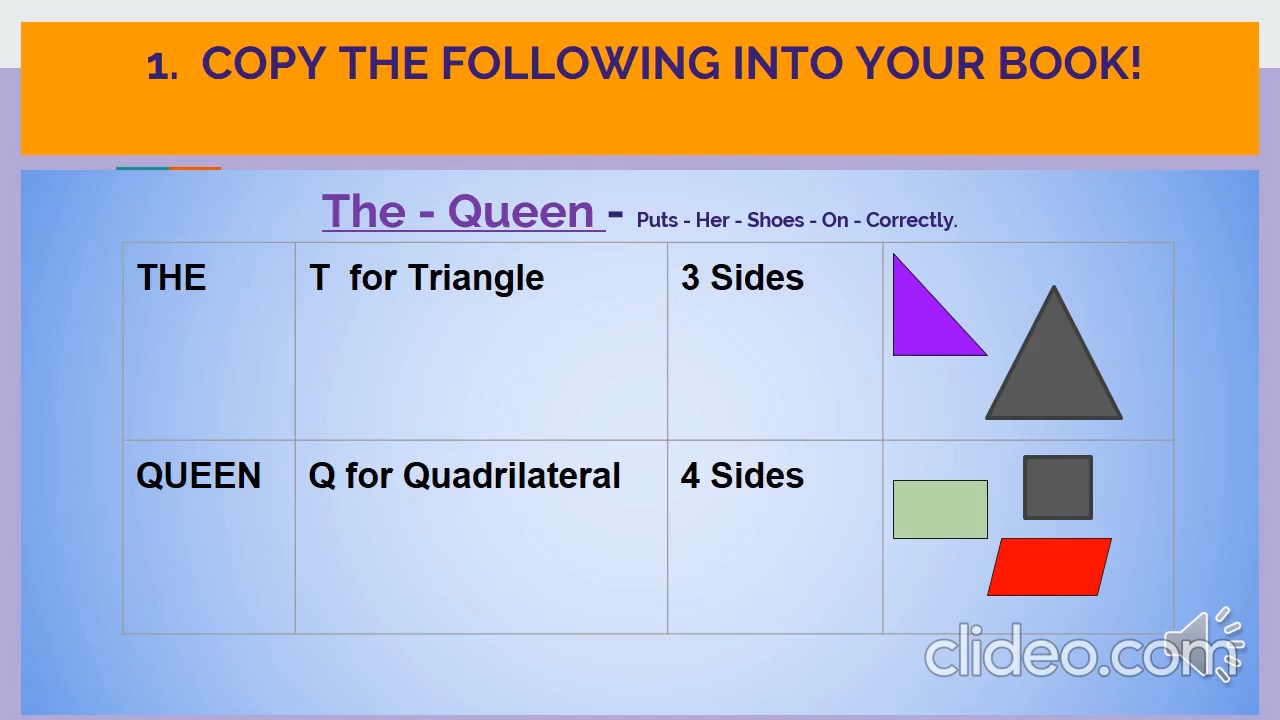 1. COPY THE FOLLOWING INTO YOUR BOOK!
The - Queen - Puts - Her - Shoes - On - Correctly.
THE T for Triangle 3 Sides
QUEEN Q for Quadrilateral 4 Sides
clideo.com